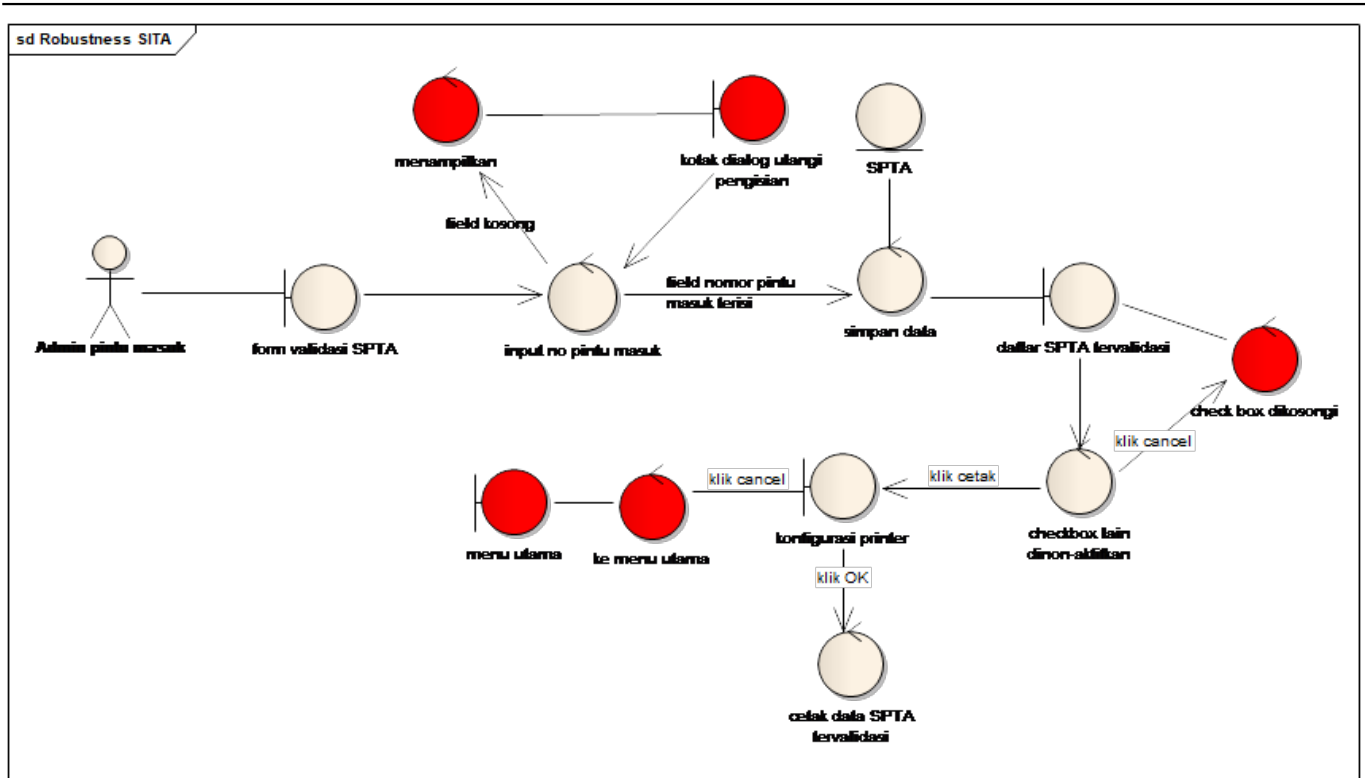 sd Robustness SITA
menampilkan
kotak dialog ulangi
pengisian
SPTA
field kosong
Admin pintu masuk
form validasi SPTA
input no pintu masuk
field nomor pintu
masuk terisi
simpan data
daftar SPTA tervalidasi
check box dikosongi
klik cancel
klik cetak
klik cancel
menu utama
ke menu utama
konfigurasi printer
checkbox lain
dinon-aktifkan
klik OK
cetak data SPTA
tervalidasi